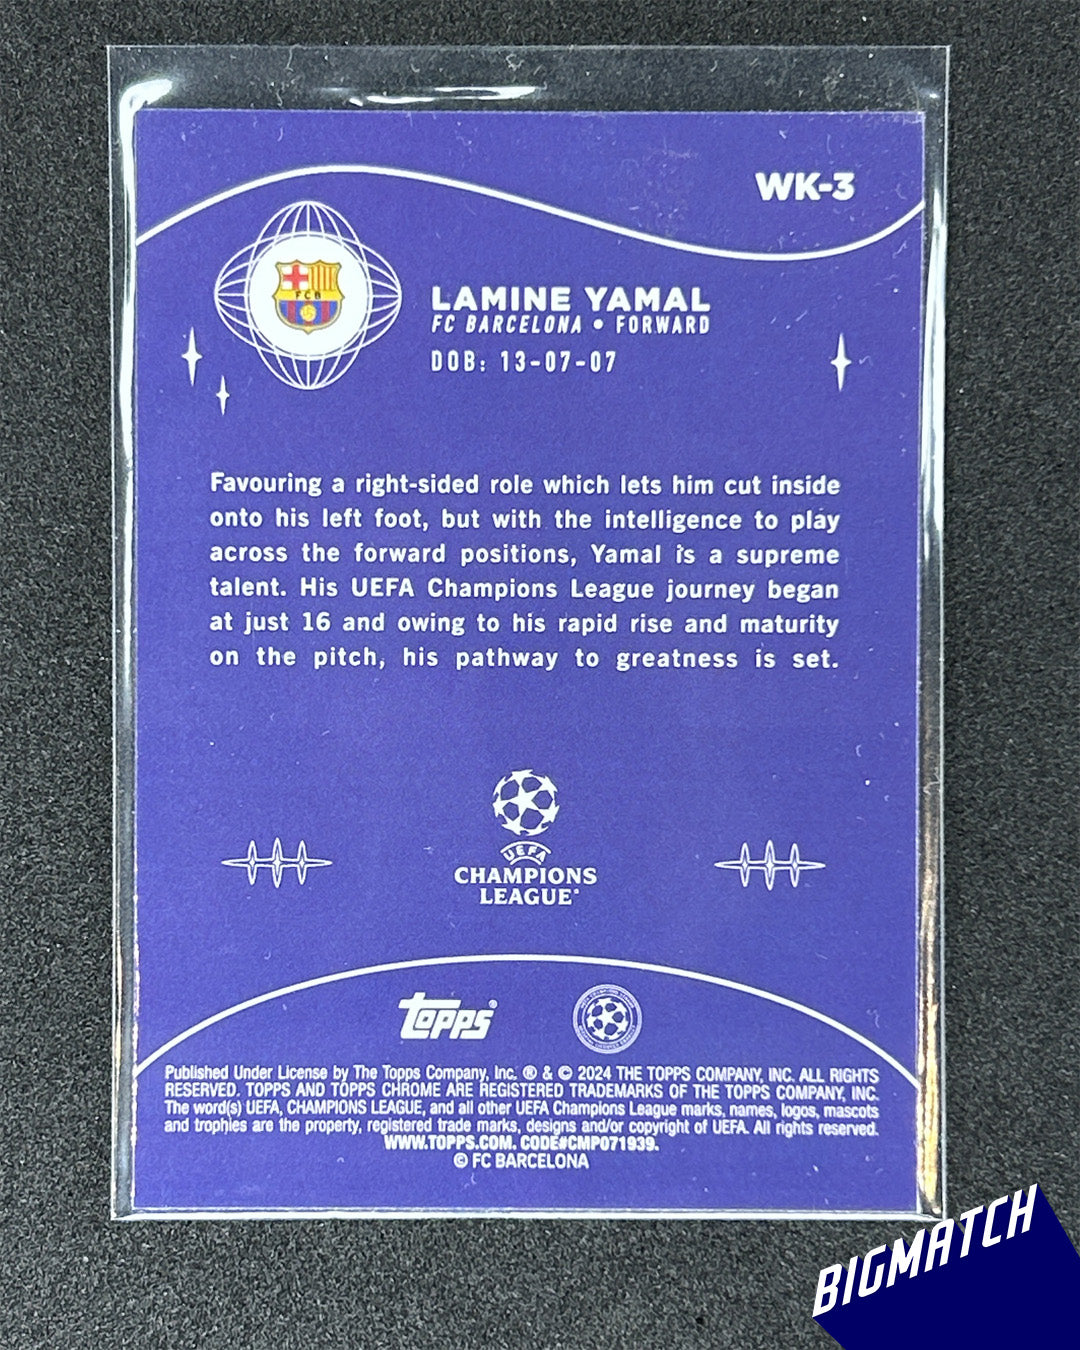 WK-3
FCB
LAMINE YAMAL
FC BARCELONA • FORWARD
DOB: 13-07-07
Favouring a right-sided role which lets him cut inside
onto his left foot, but with the intelligence to play
across the forward positions, Yamal is a supreme
talent. His UEFA Champions League journey began
at just 16 and owing to his rapid rise and maturity
on the pitch, his pathway to greatness is set.
UEFA
CHAMPIONS
LEAGUE®
Topps®
Published Under License by The Topps Company, Inc. ® & © 2024 THE TOPPS COMPANY, INC. ALL RIGHTS
RESERVED. TOPPS AND TOPPS CHROME ARE REGISTERED TRADEMARKS OF THE TOPPS COMPANY, INC.
The word(s) UEFA, CHAMPIONS LEAGUE, and all other UEFA Champions League marks, names, logos, mascots
and trophies are the property, registered trade marks, designs and/or copyright of UEFA. All rights reserved.
WWW.TOPPS.COM. CODE#CMP071939.
© FC BARCELONA
BIGMATCH